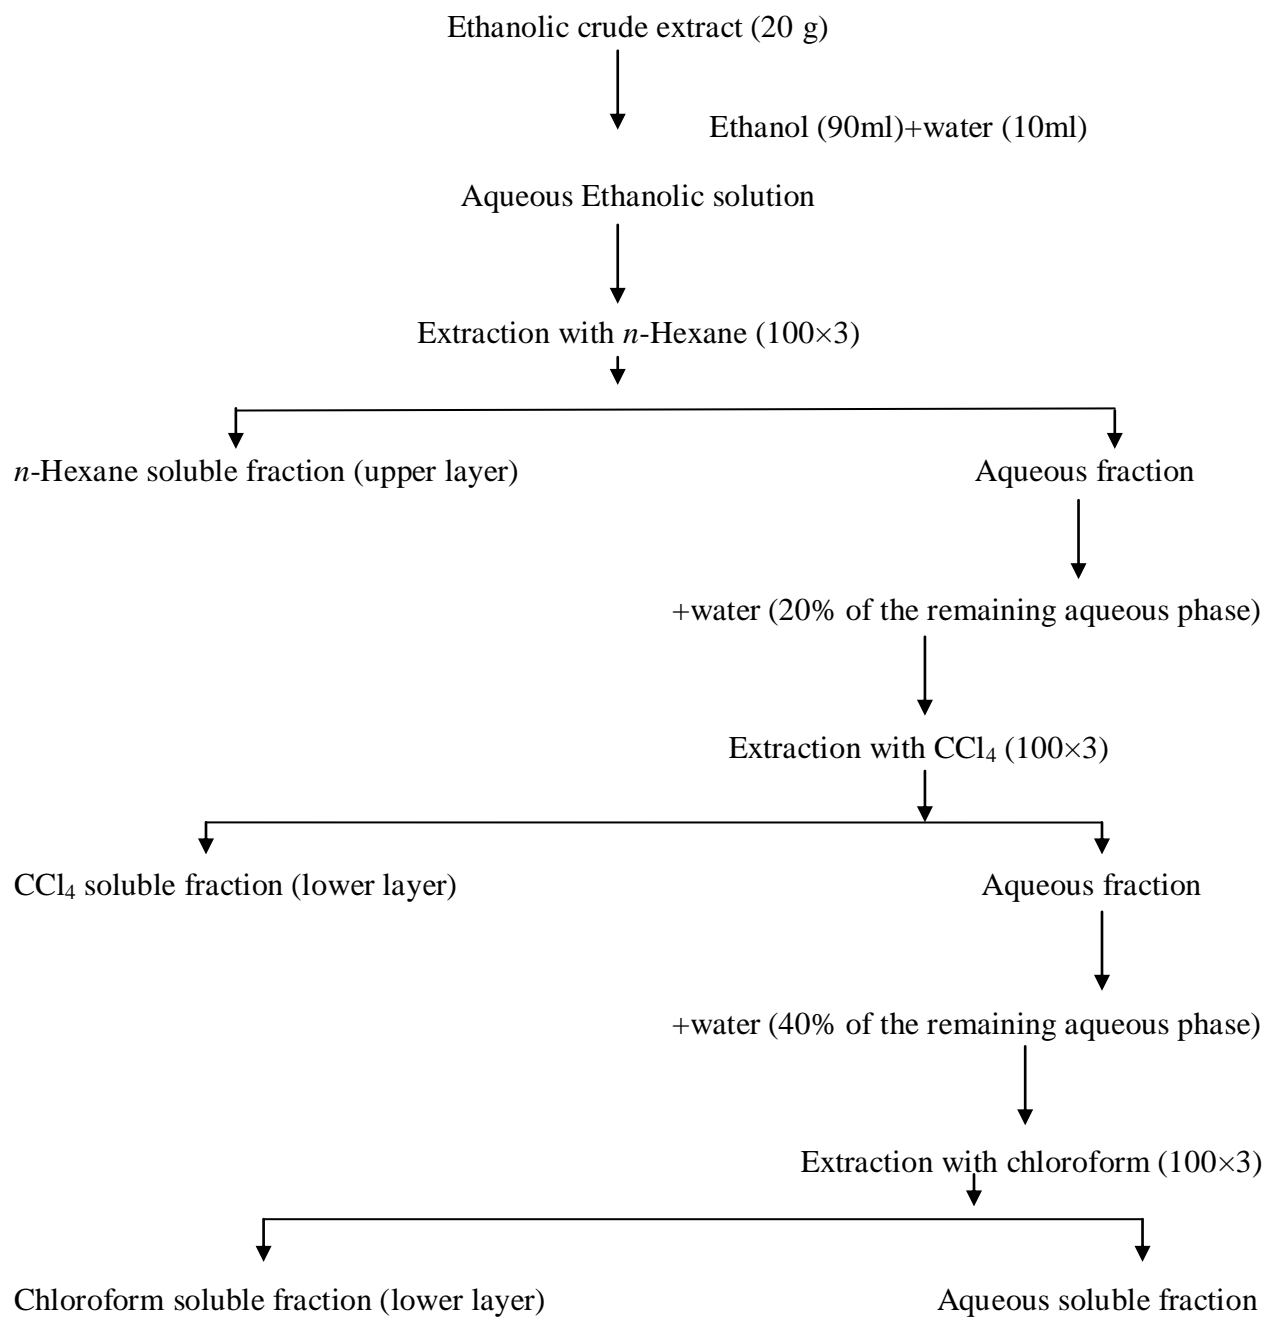 Ethanolic crude extract (20 g)
Ethanol (90ml)+water (10ml)
Aqueous Ethanolic solution
Extraction with n-Hexane (100×3)
n-Hexane soluble fraction (upper layer)
Aqueous fraction
+water (20% of the remaining aqueous phase)
Extraction with CCl₄ (100×3)
CCl₄ soluble fraction (lower layer)
Aqueous fraction
+water (40% of the remaining aqueous phase)
Extraction with chloroform (100×3)
Chloroform soluble fraction (lower layer)
Aqueous soluble fraction